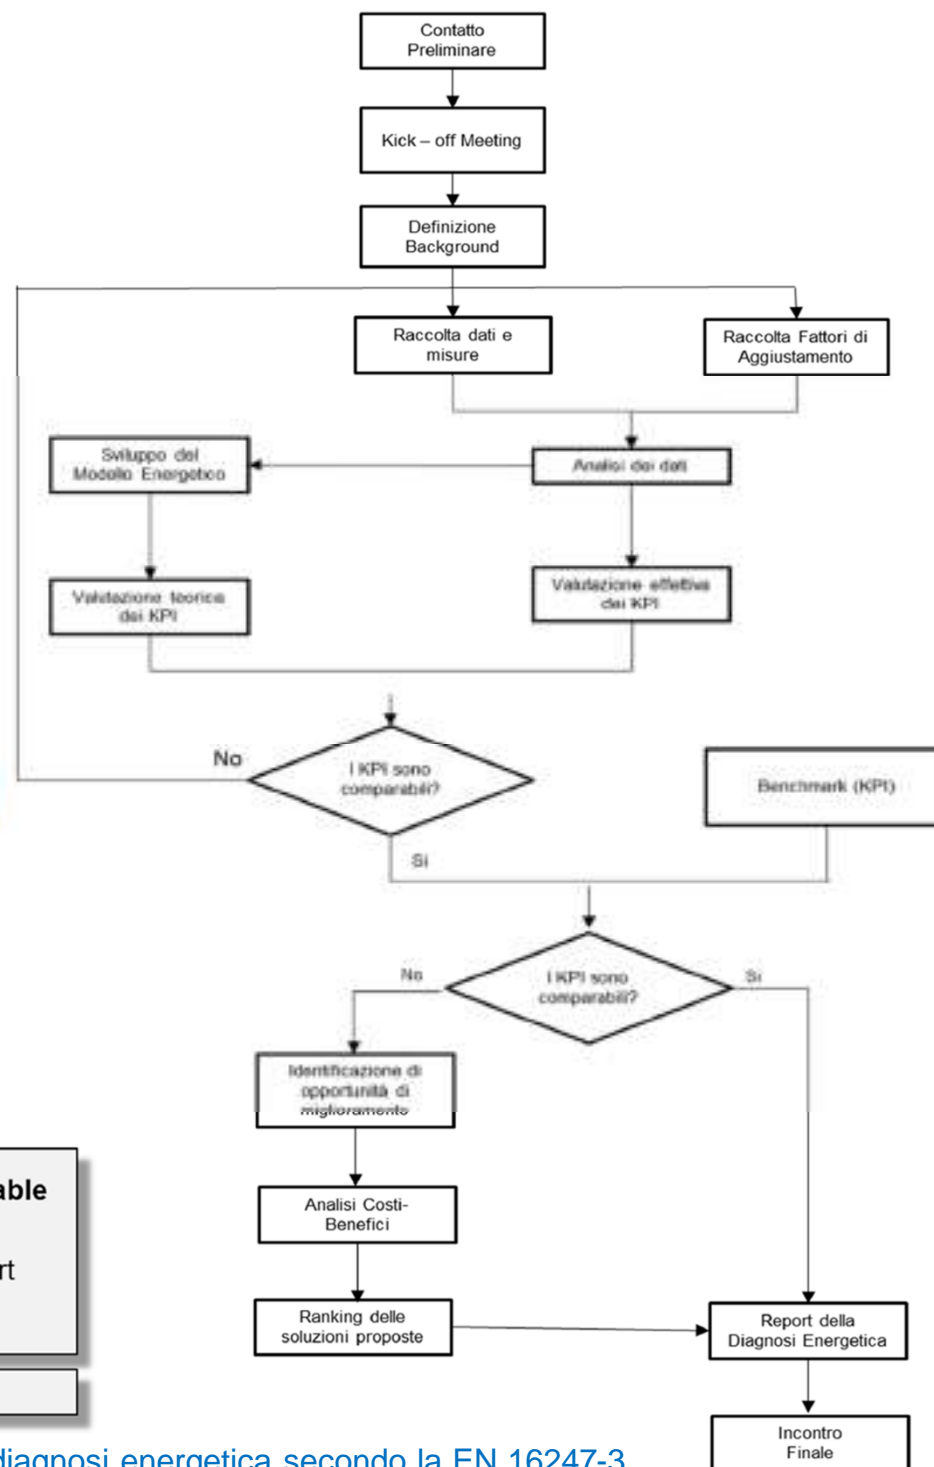 Contatto
Preliminare
Kick – off Meeting
Definizione
Background
Raccolta dati e
misure
Raccolta Fattori di
Aggiustamento
Sviluppo del
Modello Energetico
Analisi dei dati
Valutazione teorica
dei KPI
Valutazione effettiva
dei KPI
No
I KPI sono
comparabili?
Benchmark (KPI)
Si
No
I KPI sono
comparabili?
Si
Identificazione di
opportunità di
miglioramento
Analisi Costi-
Benefici
Ranking delle
soluzioni proposte
Report della
Diagnosi Energetica
Incontro
Finale
able
rt
diagnosi energetica secondo la EN 16247-3